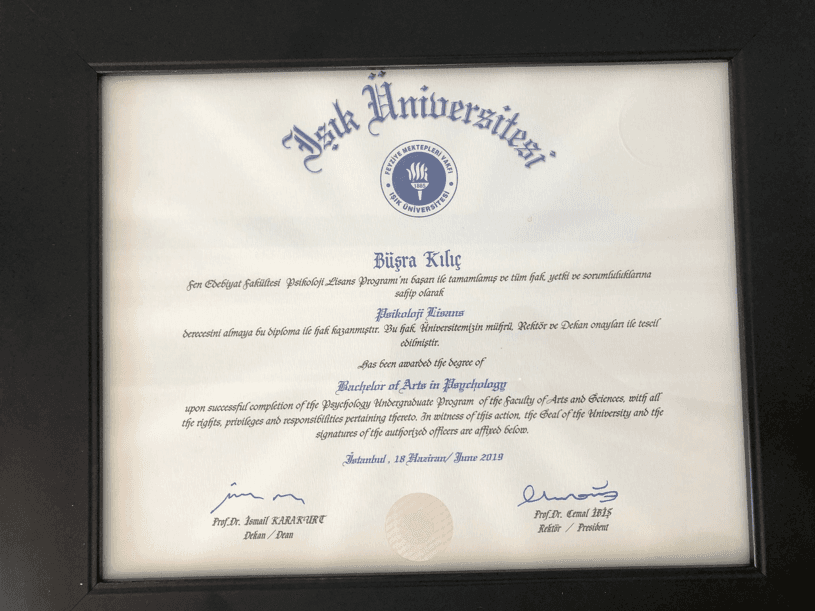 Işık Üniversitesi
FEYZİYE MEKTEPLERİ VAKFI
1885
IŞIK ÜNİVERSİTESİ
Büşra Kılıç
Fen Edebiyat Fakültesi Psikoloji Lisans Programı'nı başarı ile tamamlamış ve tüm hak, yetki ve sorumluluklarına
sahip olarak
Psikoloji Lisans
derecesini almaya bu diploma ile hak kazanmıştır. Bu hak, Üniversitemizin mührü, Rektör ve Dekan onayları ile tescil
edilmiştir.
Has been awarded the degree of
Bachelor of Arts in Psychology
upon successful completion of the Psychology Undergraduate Program of the Faculty of Arts and Sciences, with all
the rights, privileges and responsibilities pertaining thereto. In witness of this action, the Seal of the University and the
signatures of the authorized officers are affixed below.
İstanbul, 18 Haziran/ June 2019
Prof.Dr. İsmail KARAKURT
Dekan / Dean
Prof.Dr. Cemal İBİŞ
Rektör / President